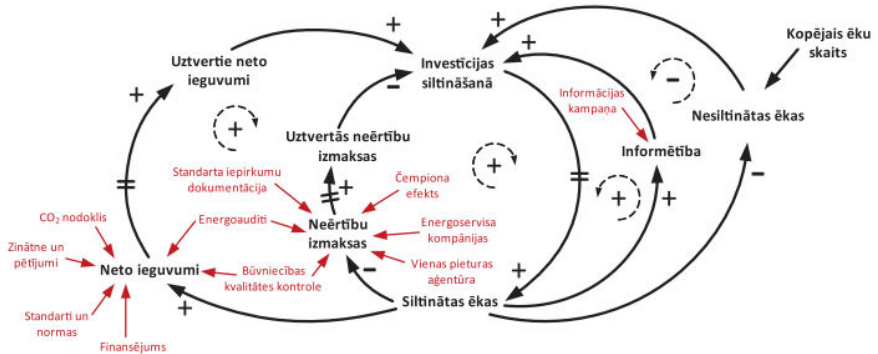 Uztvertie neto
ieguvumi
Investīcijas
siltināšanā
Kopējais ēku
skaits
Informācijas
kampaņa
Nesiltinātas ēkas
Uztvertās neērtību
izmaksas
Informētība
Standarta iepirkumu
dokumentācija
Čempiona
efekts
CO₂ nodoklis
Energoauditi
Neērtību
izmaksas
Energoservisa
kompānijas
Zinātne un
pētījumi
Neto ieguvumi
Būvniecības
kvalitātes kontrole
Vienas pieturas
aģentūra
Siltinātas ēkas
Standarti un
normas
Finansējums